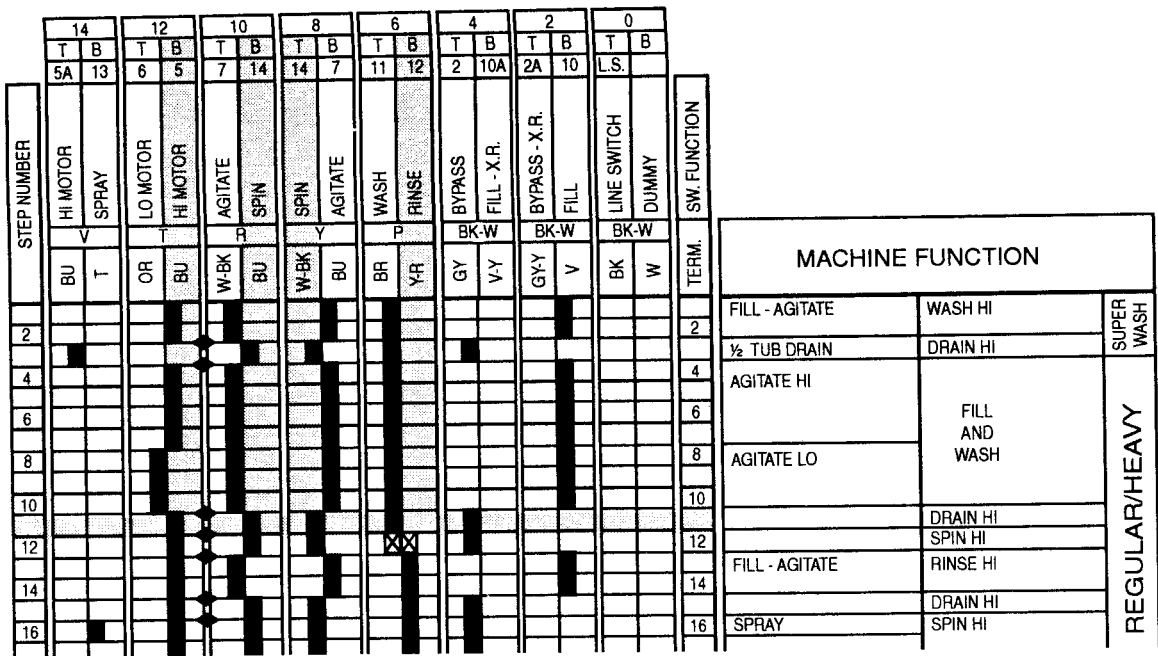 14 12 10 8 6 4 2 0
T B T B T B T B T B T B T B T B
5A 13 6 5 7 14 14 7 11 12 2 10A 2A 10 L.S.
STEP NUMBER
HI MOTOR
SPRAY
LO MOTOR
HI MOTOR
AGITATE
SPIN
SPIN
AGITATE
WASH
RINSE
BYPASS
FILL - X.R.
BYPASS - X.R.
FILL
LINE SWITCH
DUMMY
SW. FUNCTION
V T R Y P BK-W BK-W BK-W
BU T OR BU W-BK BU W-BK BU BR Y-R GY V-Y GY-Y V BK W TERM.
MACHINE FUNCTION
FILL - AGITATE WASH HI
SUPER
WASH
2 2
½ TUB DRAIN DRAIN HI
4 4
AGITATE HI
6 6
FILL
AND
WASH
8 8
AGITATE LO
10 10
DRAIN HI
12 12 SPIN HI
FILL - AGITATE RINSE HI
14 14
DRAIN HI
16 16 SPRAY SPIN HI
REGULAR/HEAVY